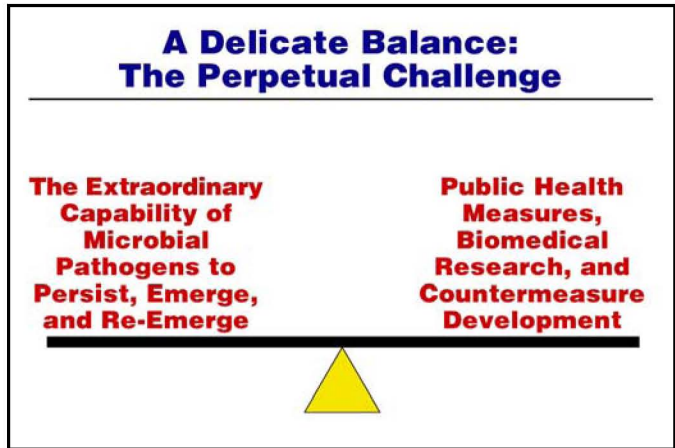 A Delicate Balance:
The Perpetual Challenge
The Extraordinary
Capability of
Microbial
Pathogens to
Persist, Emerge,
and Re-Emerge
Public Health
Measures,
Biomedical
Research, and
Countermeasure
Development